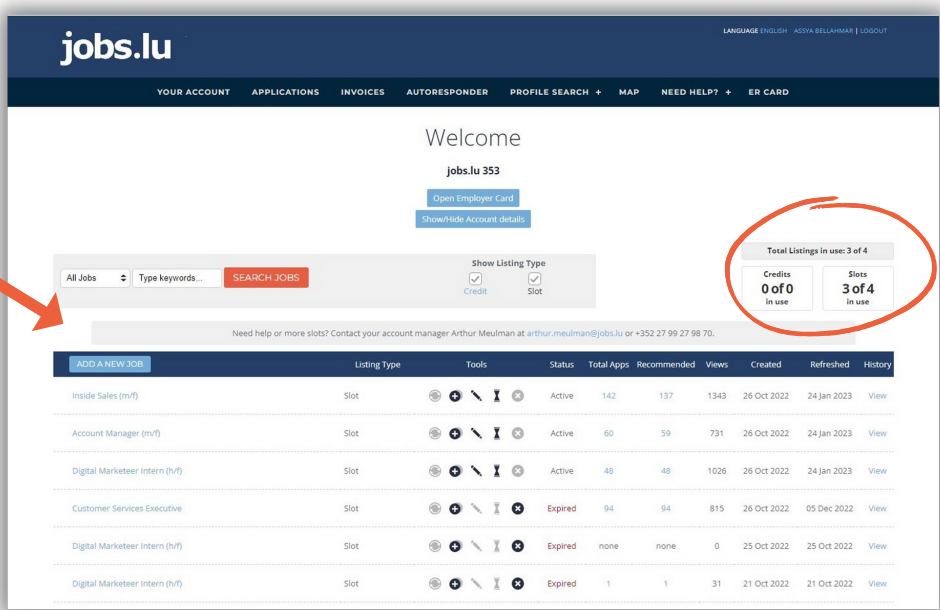 jobs.lu
LANGUAGE ENGLISH ASSYA BELLAHMAR | LOGOUT
YOUR ACCOUNT APPLICATIONS INVOICES AUTORESPONDER PROFILE SEARCH + MAP NEED HELP? + ER CARD
Welcome
jobs.lu 353
Open Employer Card
Show/Hide Account details
Total Listings in use: 3 of 4
Credits
0 of 0
in use
Slots
3 of 4
in use
All Jobs Type keywords... SEARCH JOBS
Show Listing Type
Credit Slot
Need help or more slots? Contact your account manager Arthur Meulman at arthur.meulman@jobs.lu or +352 27 99 27 98 70.
ADD A NEW JOB Listing Type Tools Status Total Apps Recommended Views Created Refreshed History
Inside Sales (m/f) Slot Active 142 137 1343 26 Oct 2022 24 Jan 2023 View
Account Manager (m/f) Slot Active 60 59 731 26 Oct 2022 24 Jan 2023 View
Digital Marketeer Intern (h/f) Slot Active 48 48 1026 26 Oct 2022 24 Jan 2023 View
Customer Services Executive Slot Expired 94 94 815 26 Oct 2022 05 Dec 2022 View
Digital Marketeer Intern (h/f) Slot Expired none none 0 25 Oct 2022 25 Oct 2022 View
Digital Marketeer Intern (h/f) Slot Expired 1 1 31 21 Oct 2022 21 Oct 2022 View